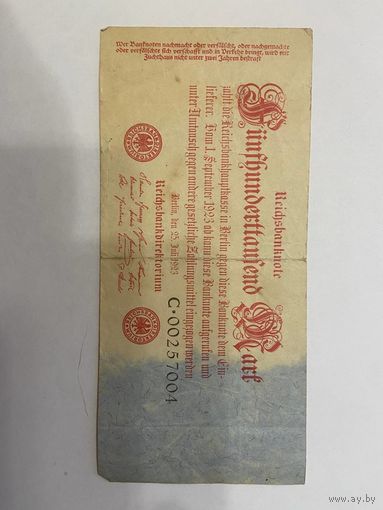 Wer Banknoten nachmacht oder verfälscht, oder nachgemachte
oder verfälschte sich verschafft und in Verkehr bringt, wird mit
Zuchthaus nicht unter zwei Jahren bestraft
Reichsbanknote
Fünfhunderttausend Mark
zahlt die Reichsbankhauptkasse in Berlin gegen diese Banknote dem Ein-
lieferer. Vom 1. September 1923 ab kann diese Banknote aufgerufen und
unter Umtausch gegen andere gesetzliche Zahlungsmittel eingezogen werden
Berlin, den 25. Juli 1923
Reichsbankdirektorium
C·00257004
ay.by